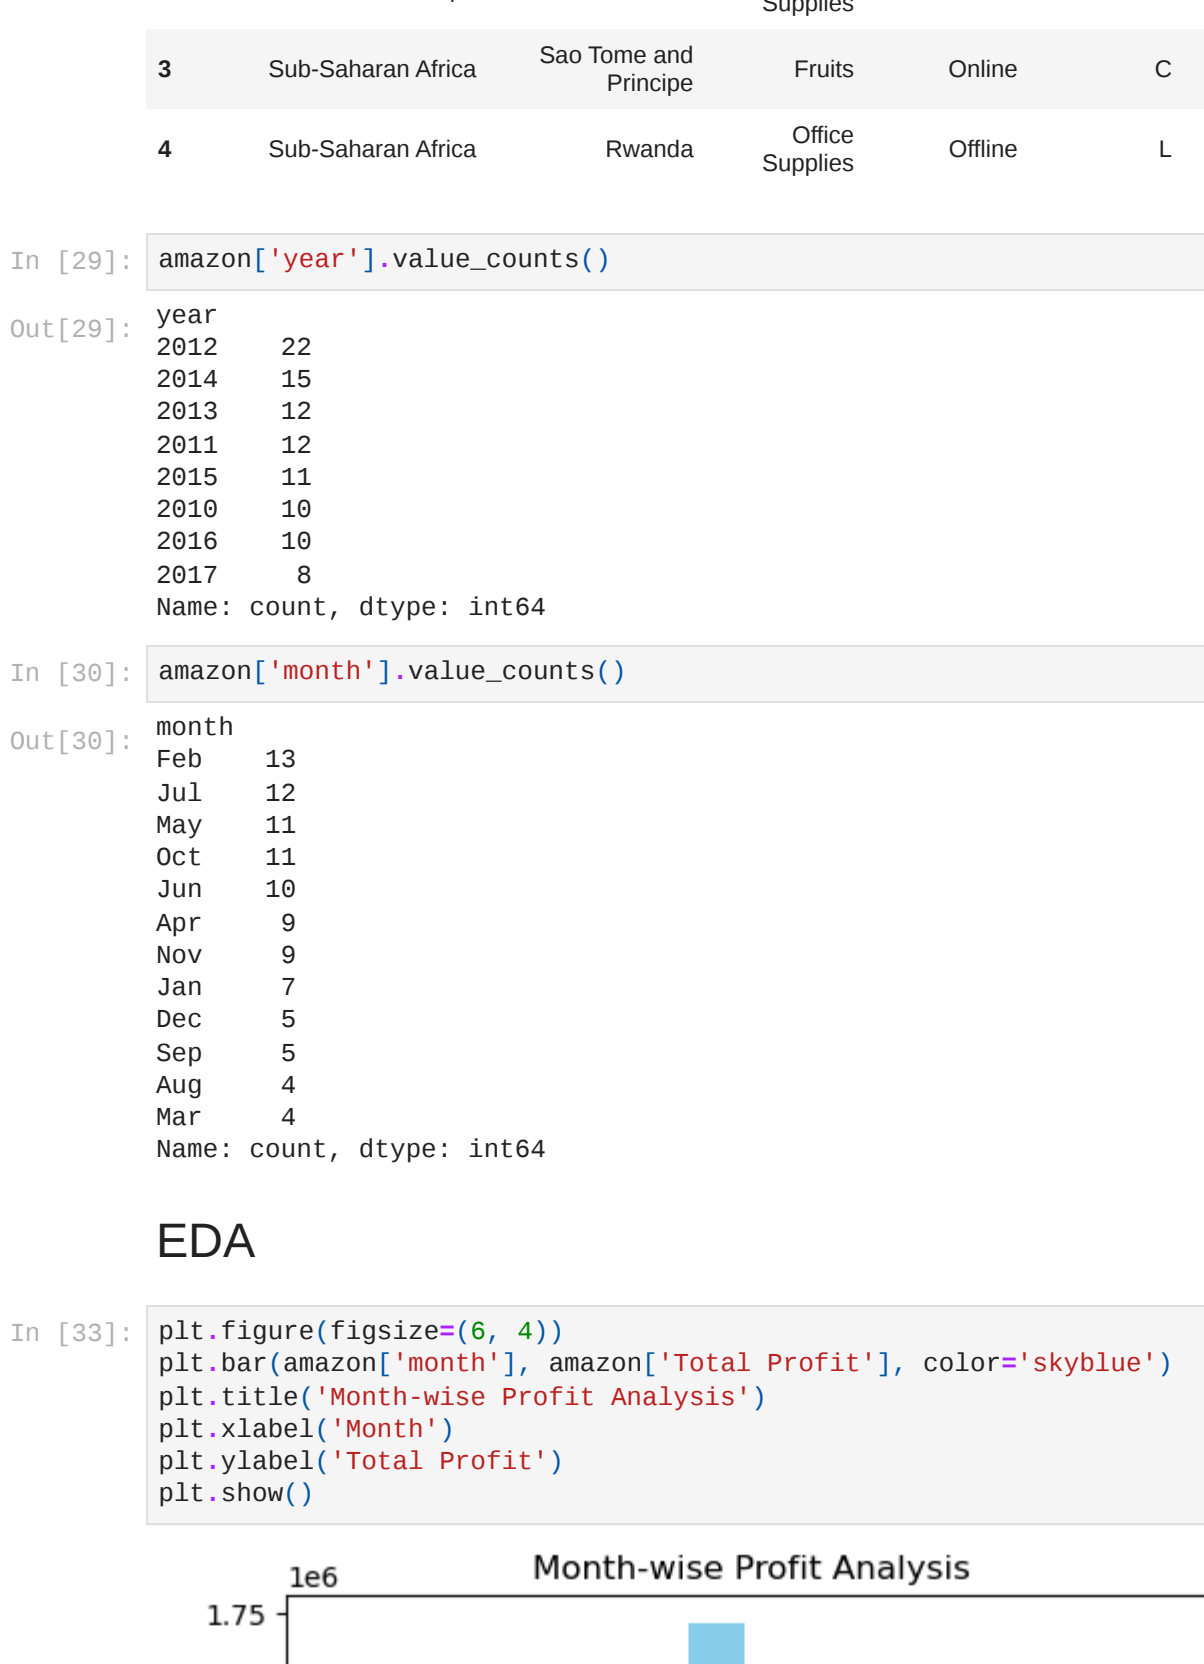 Supplies
3 Sub-Saharan Africa Sao Tome and Principe Fruits Online C
4 Sub-Saharan Africa Rwanda Office Supplies Offline L
In [29]: amazon['year'].value_counts()
Out[29]: year
2012 22
2014 15
2013 12
2011 12
2015 11
2010 10
2016 10
2017 8
Name: count, dtype: int64
In [30]: amazon['month'].value_counts()
Out[30]: month
Feb 13
Jul 12
May 11
Oct 11
Jun 10
Apr 9
Nov 9
Jan 7
Dec 5
Sep 5
Aug 4
Mar 4
Name: count, dtype: int64
EDA
In [33]: plt.figure(figsize=(6, 4))
plt.bar(amazon['month'], amazon['Total Profit'], color='skyblue')
plt.title('Month-wise Profit Analysis')
plt.xlabel('Month')
plt.ylabel('Total Profit')
plt.show()
1e6 Month-wise Profit Analysis
1.75